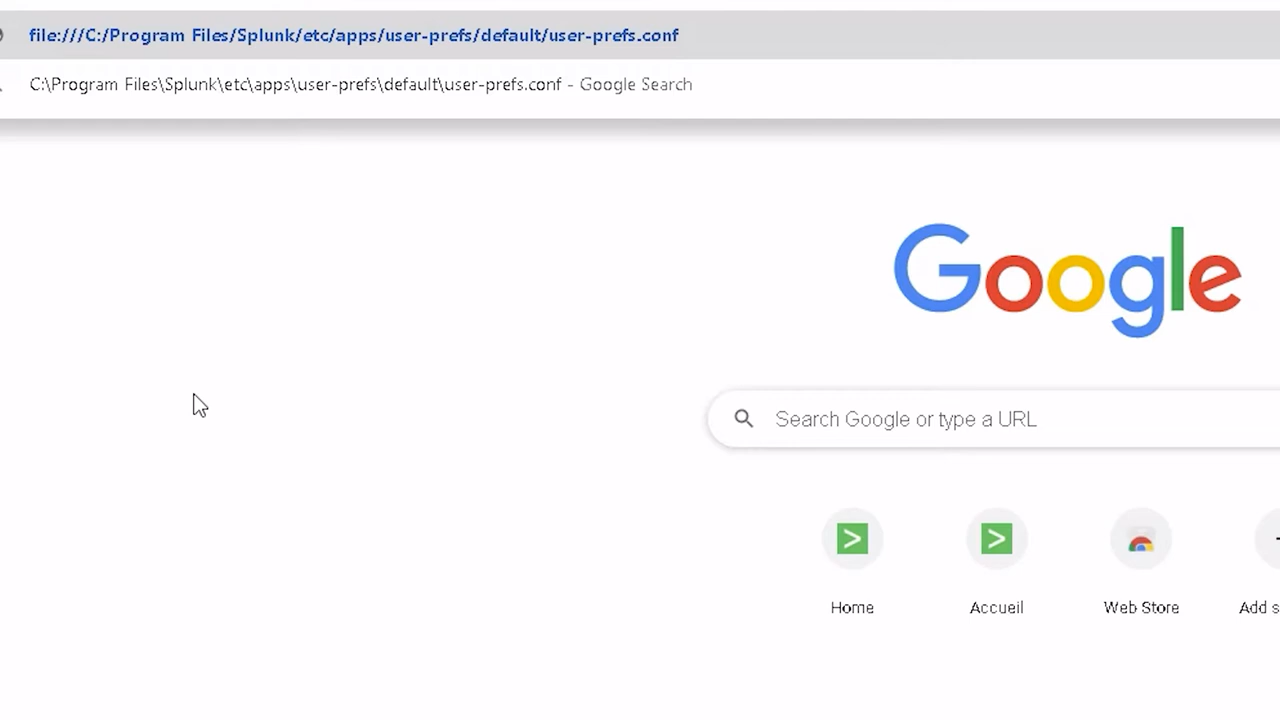 file:///C:/Program Files/Splunk/etc/apps/user-prefs/default/user-prefs.conf
C:\Program Files\Splunk\etc\apps\user-prefs\default\user-prefs.conf - Google Search
Google
Search Google or type a URL
Home
Accueil
Web Store
Add s